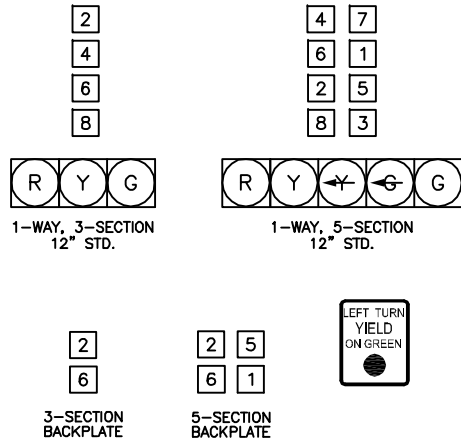 2
4
6
8
4 7
6 1
2 5
8 3
R Y G
R Y Y G G
1-WAY, 3-SECTION
12" STD.
1-WAY, 5-SECTION
12" STD.
2
6
2 5
6 1
LEFT TURN
YIELD
ON GREEN
3-SECTION
BACKPLATE
5-SECTION
BACKPLATE